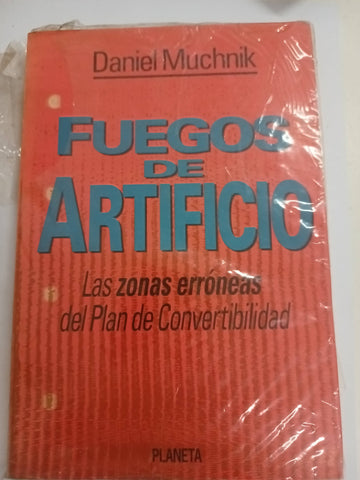 Daniel Muchnik
FUEGOS
DE
ARTIFICIO
Las zonas erróneas
del Plan de Convertibilidad
PLANETA